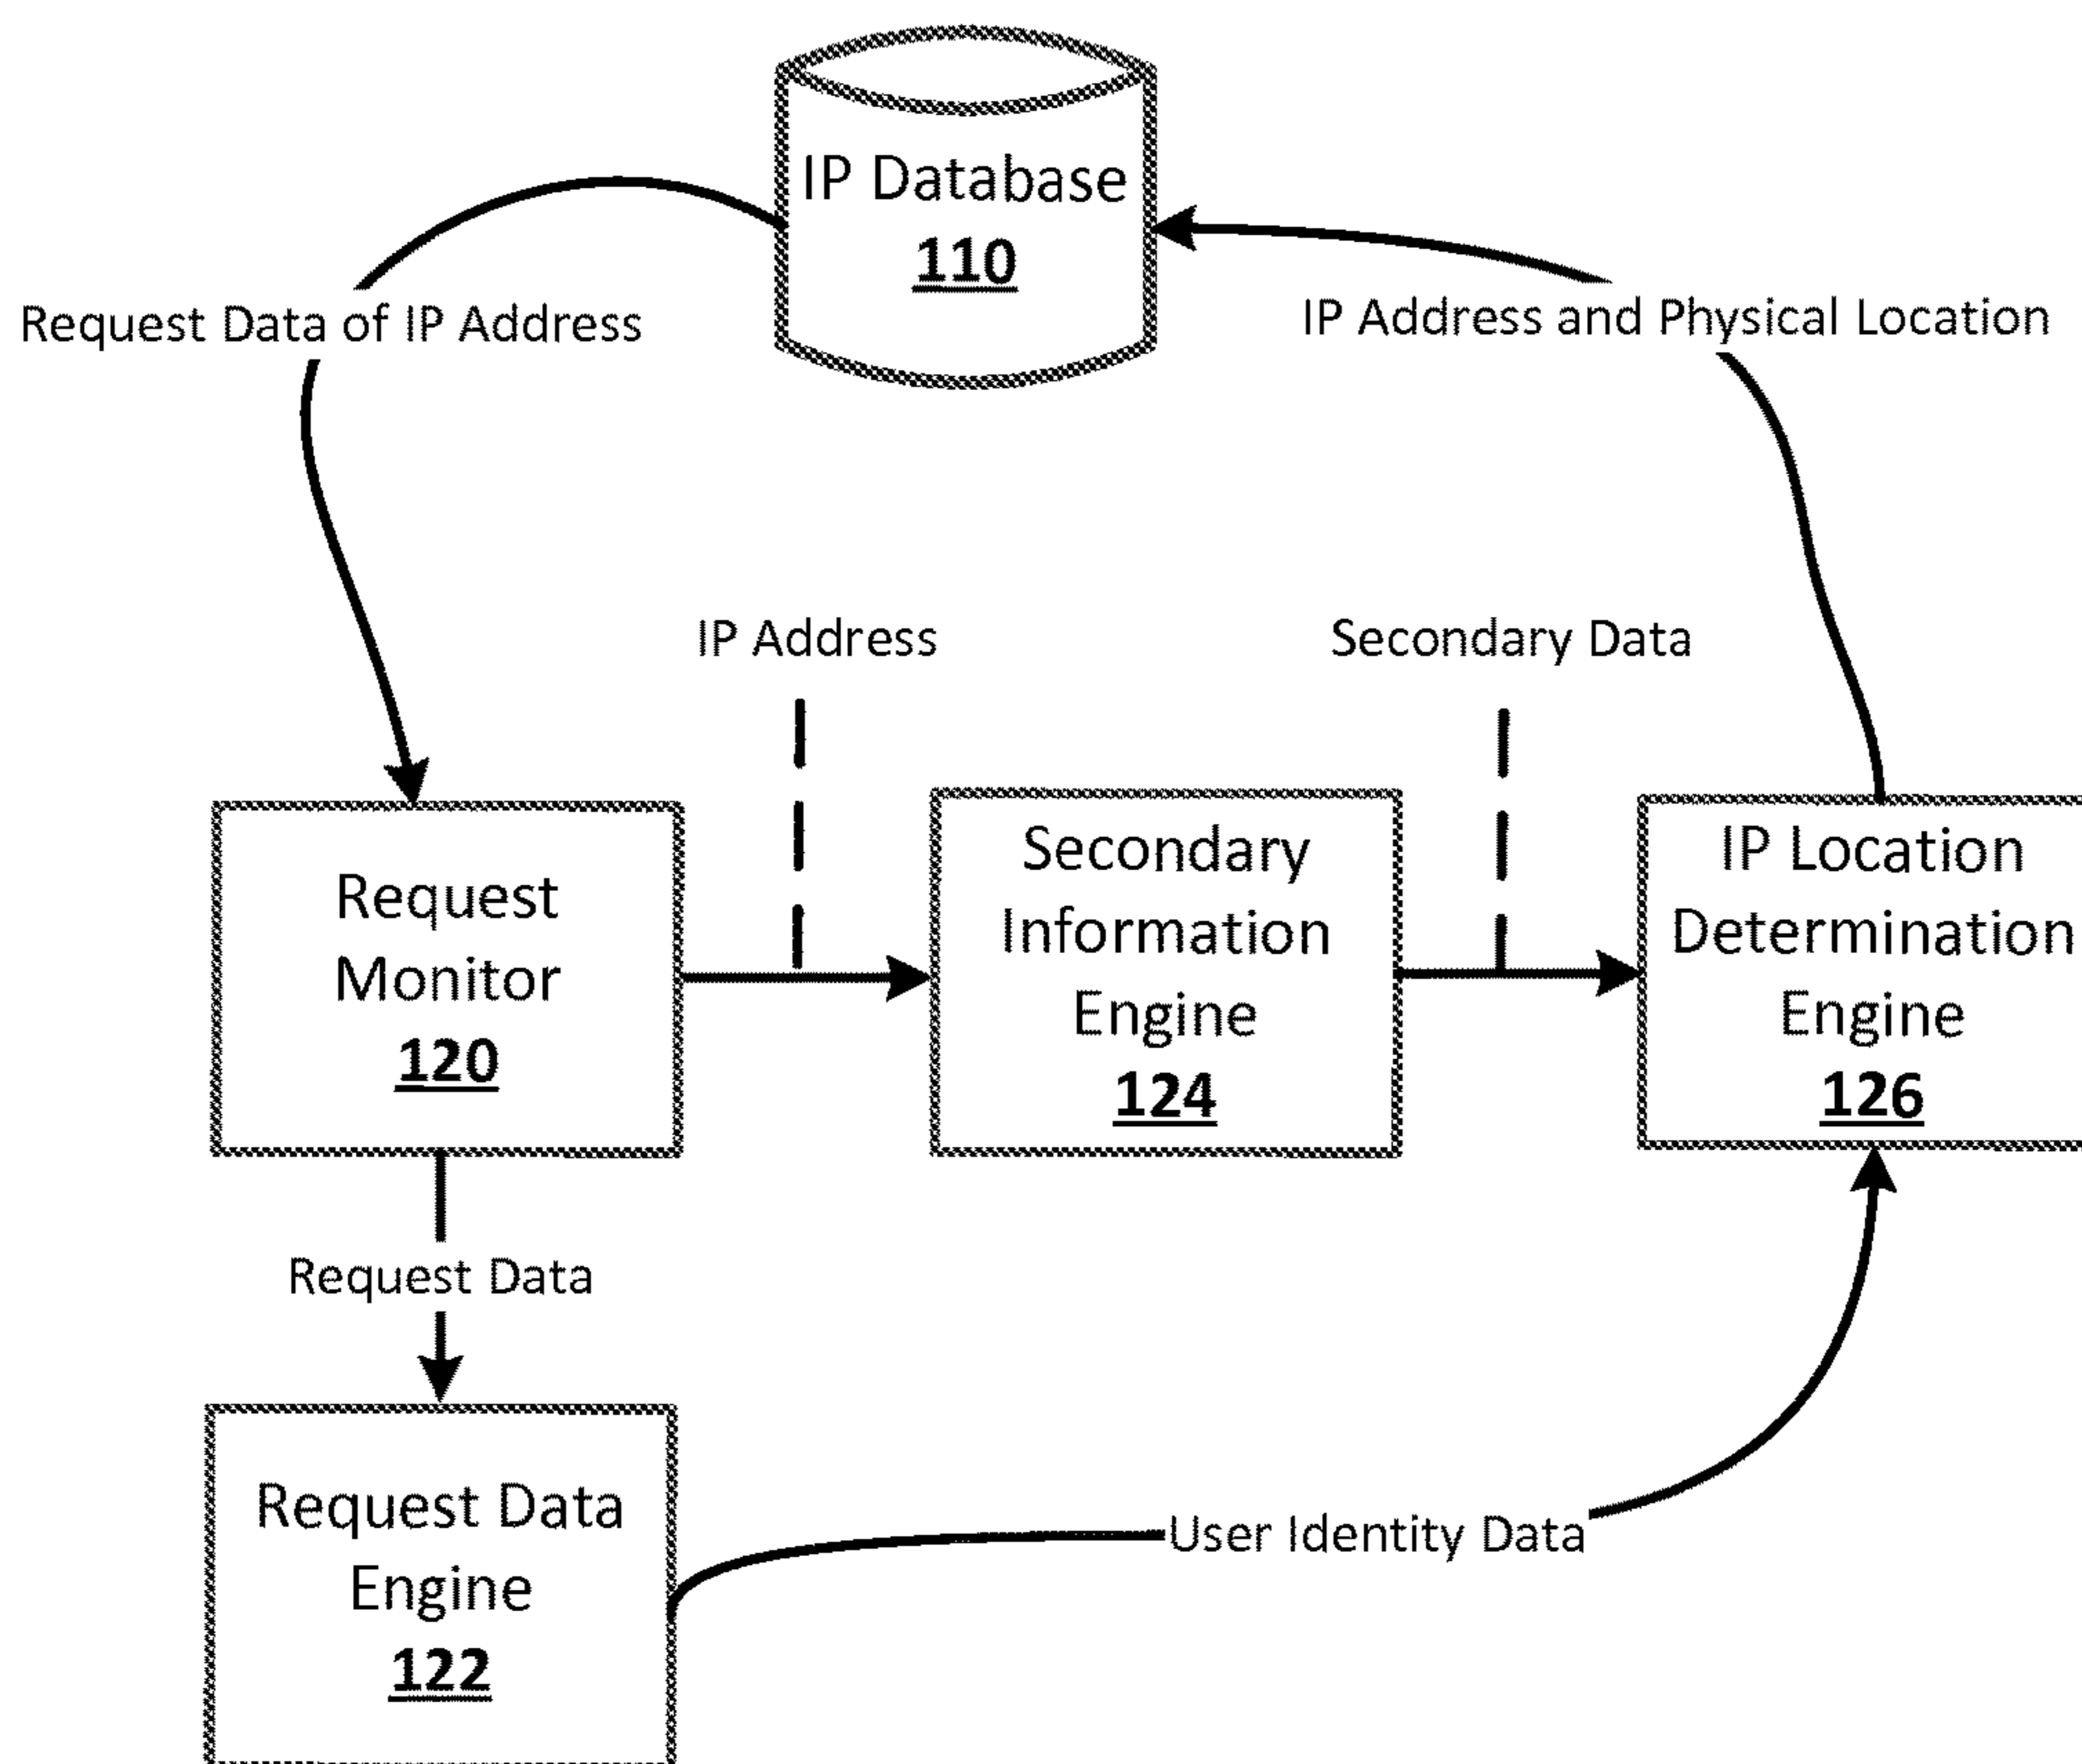 IP Database
110
Request Data of IP Address
IP Address and Physical Location
IP Address
Secondary Data
Request
Monitor
120
Secondary
Information
Engine
124
IP Location
Determination
Engine
126
Request Data
Request Data
Engine
122
User Identity Data